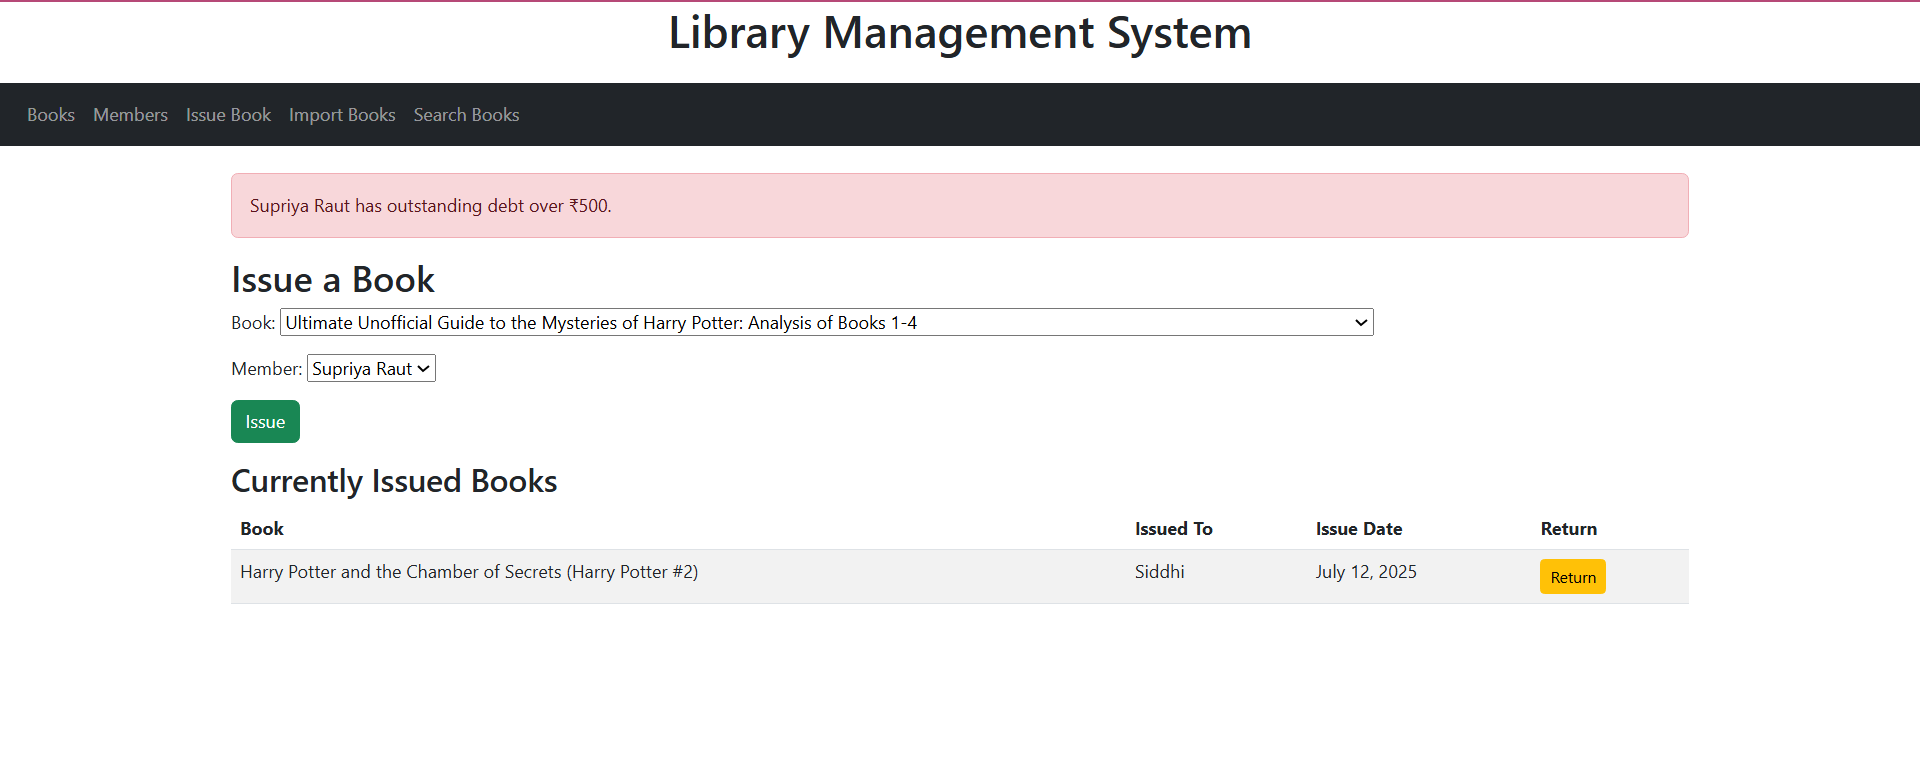 Library Management System
Books Members Issue Book Import Books Search Books
Supriya Raut has outstanding debt over ₹500.
Issue a Book
Book: Ultimate Unofficial Guide to the Mysteries of Harry Potter: Analysis of Books 1-4
Member: Supriya Raut
Issue
Currently Issued Books
Book Issued To Issue Date Return
Harry Potter and the Chamber of Secrets (Harry Potter #2) Siddhi July 12, 2025 Return